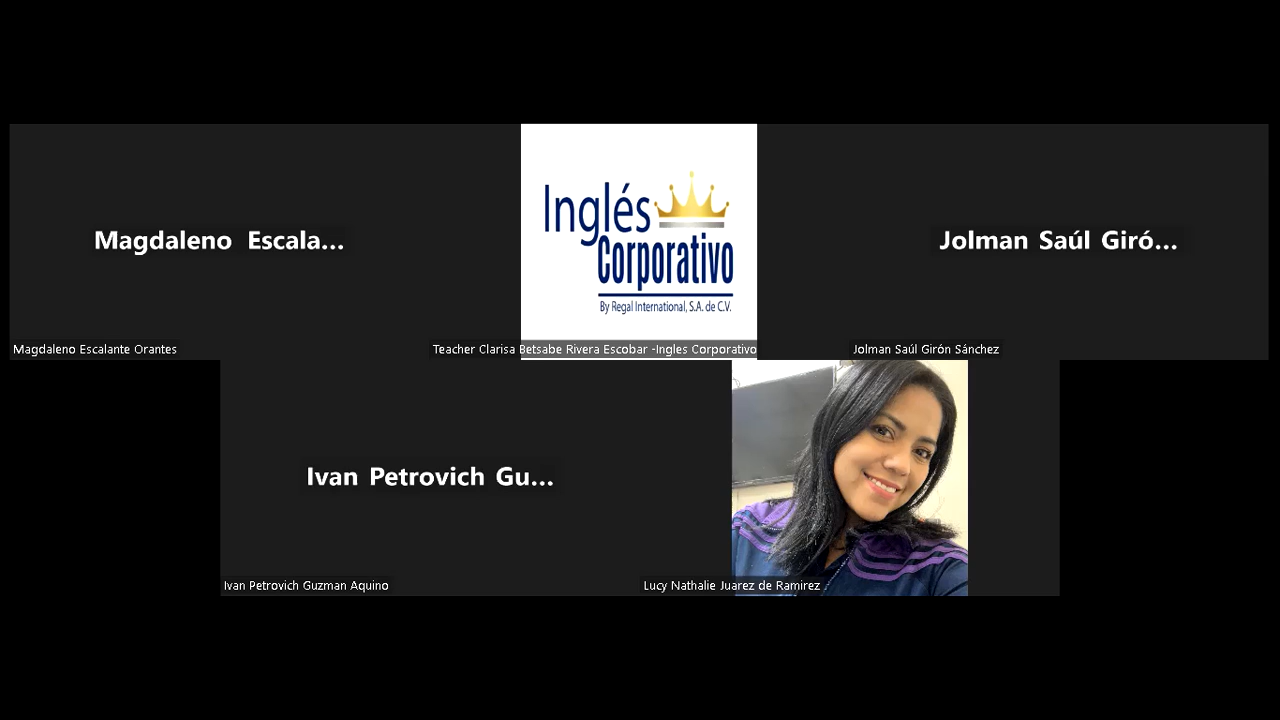 Magdaleno Escala...
Inglés
Corporativo
By Regal International, S.A. de C.V.
Jolman Saúl Giró...
Magdaleno Escalante Orantes
Teacher Clarisa Betsabe Rivera Escobar -Ingles Corporativo
Jolman Saúl Girón Sánchez
Ivan Petrovich Gu...
Ivan Petrovich Guzman Aquino
Lucy Nathalie Juarez de Ramirez